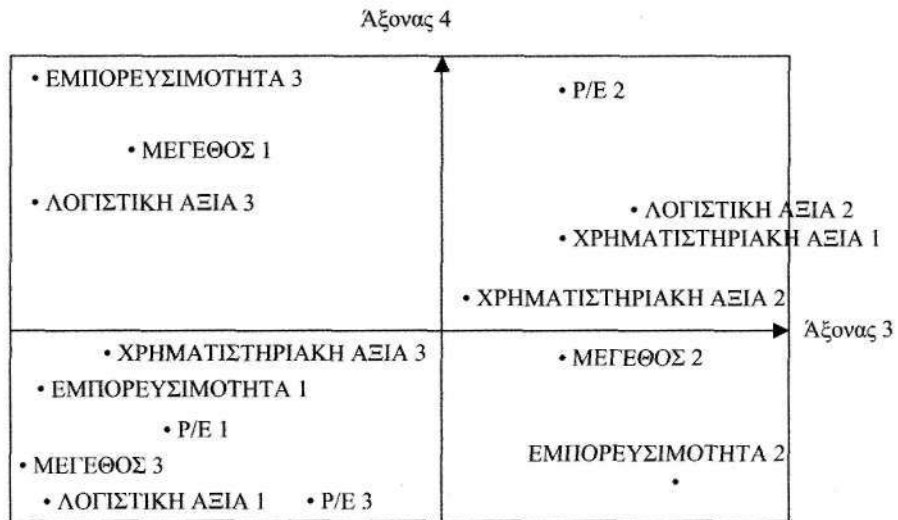 Άξονας 4
• ΕΜΠΟΡΕΥΣΙΜΟΤΗΤΑ 3
• P/E 2
• ΜΕΓΕΘΟΣ 1
• ΛΟΓΙΣΤΙΚΗ ΑΞΙΑ 3
• ΛΟΓΙΣΤΙΚΗ ΑΞΙΑ 2
• ΧΡΗΜΑΤΙΣΤΗΡΙΑΚΗ ΑΞΙΑ 1
• ΧΡΗΜΑΤΙΣΤΗΡΙΑΚΗ ΑΞΙΑ 2
Άξονας 3
• ΧΡΗΜΑΤΙΣΤΗΡΙΑΚΗ ΑΞΙΑ 3
• ΜΕΓΕΘΟΣ 2
• ΕΜΠΟΡΕΥΣΙΜΟΤΗΤΑ 1
• P/E 1
ΕΜΠΟΡΕΥΣΙΜΟΤΗΤΑ 2
• ΜΕΓΕΘΟΣ 3
• ΛΟΓΙΣΤΙΚΗ ΑΞΙΑ 1
• P/E 3